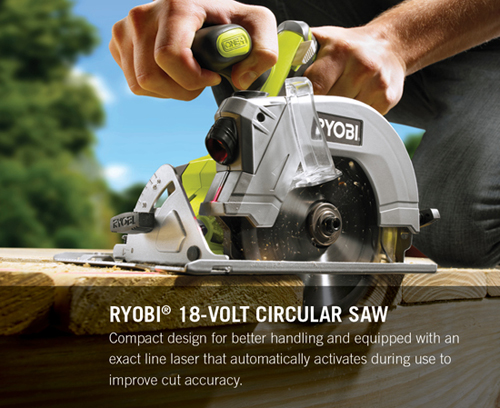 RYOBI
RYOBI
RYOBI® 18-VOLT CIRCULAR SAW
Compact design for better handling and equipped with an
exact line laser that automatically activates during use to
improve cut accuracy.